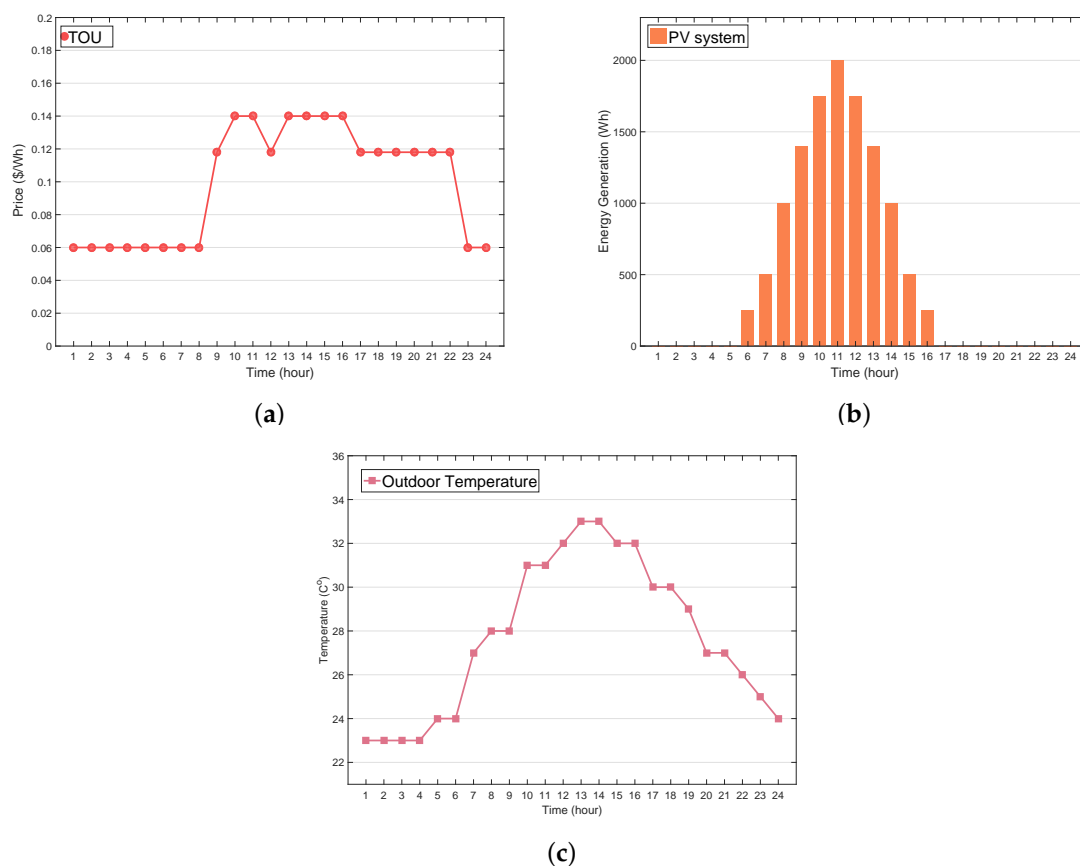 0.2
0.18
0.16
0.14
0.12
0.1
0.08
0.06
0.04
0.02
0
Price ($/Wh)
TOU
1 2 3 4 5 6 7 8 9 10 11 12 13 14 15 16 17 18 19 20 21 22 23 24
Time (hour)
(a)
2000
1500
1000
500
0
Energy Generation (Wh)
PV system
1 2 3 4 5 6 7 8 9 10 11 12 13 14 15 16 17 18 19 20 21 22 23 24
Time (hour)
(b)
36
34
32
30
28
26
24
22
Temperature (C°)
Outdoor Temperature
1 2 3 4 5 6 7 8 9 10 11 12 13 14 15 16 17 18 19 20 21 22 23 24
Time (hour)
(c)